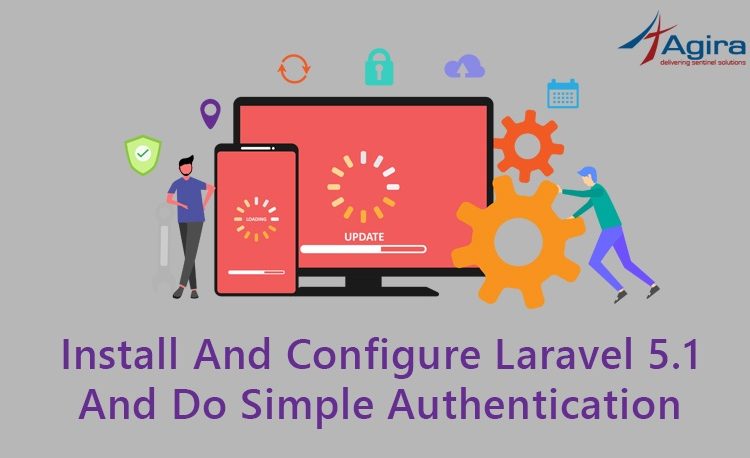 Agira
delivering sentinel solutions
LOADING
UPDATE
Install And Configure Laravel 5.1
And Do Simple Authentication